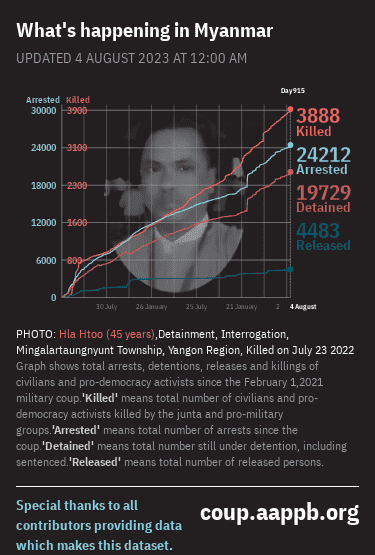 What's happening in Myanmar
UPDATED 4 AUGUST 2023 AT 12:00 AM
Day915
Arrested Killed
30000 3900
24000 3100
18000 2300
12000 1600
6000 800
0
3888
Killed
24212
Arrested
19729
Detained
4483
Released
30 July 26 January 25 July 21 January 2 4 August
PHOTO: Hla Htoo (45 years),Detainment, Interrogation,
Mingalartaungnyunt Township, Yangon Region, Killed on July 23 2022
Graph shows total arrests, detentions, releases and killings of
civilians and pro-democracy activists since the February 1,2021
military coup.'Killed' means total number of civilians and pro-
democracy activists killed by the junta and pro-military
groups.'Arrested' means total number of arrests since the
coup.'Detained' means total number still under detention, including
sentenced.'Released' means total number of released persons.
Special thanks to all
contributors providing data
which makes this dataset.
coup.aappb.org